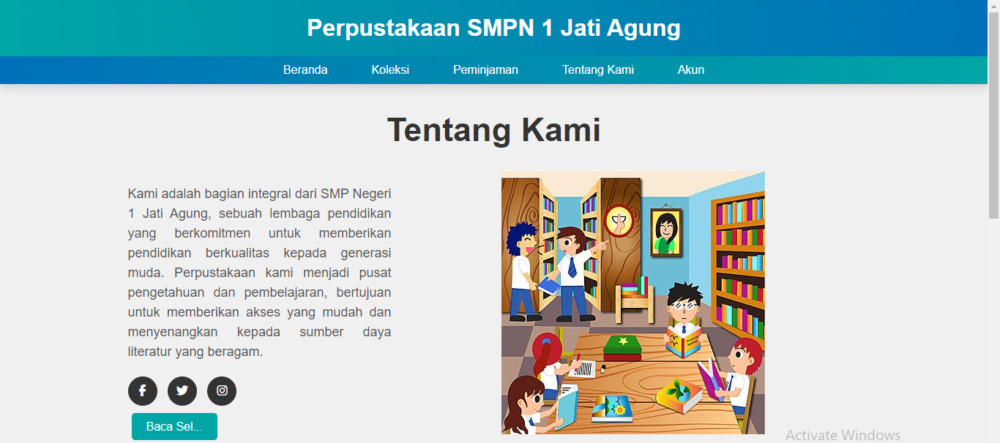 Perpustakaan SMPN 1 Jati Agung
Beranda Koleksi Peminjaman Tentang Kami Akun
Tentang Kami
Kami adalah bagian integral dari SMP Negeri
1 Jati Agung, sebuah lembaga pendidikan
yang berkomitmen untuk memberikan
pendidikan berkualitas kepada generasi
muda. Perpustakaan kami menjadi pusat
pengetahuan dan pembelajaran, bertujuan
untuk memberikan akses yang mudah dan
menyenangkan kepada sumber daya
literatur yang beragam.
Baca Sel...
Activate Windows